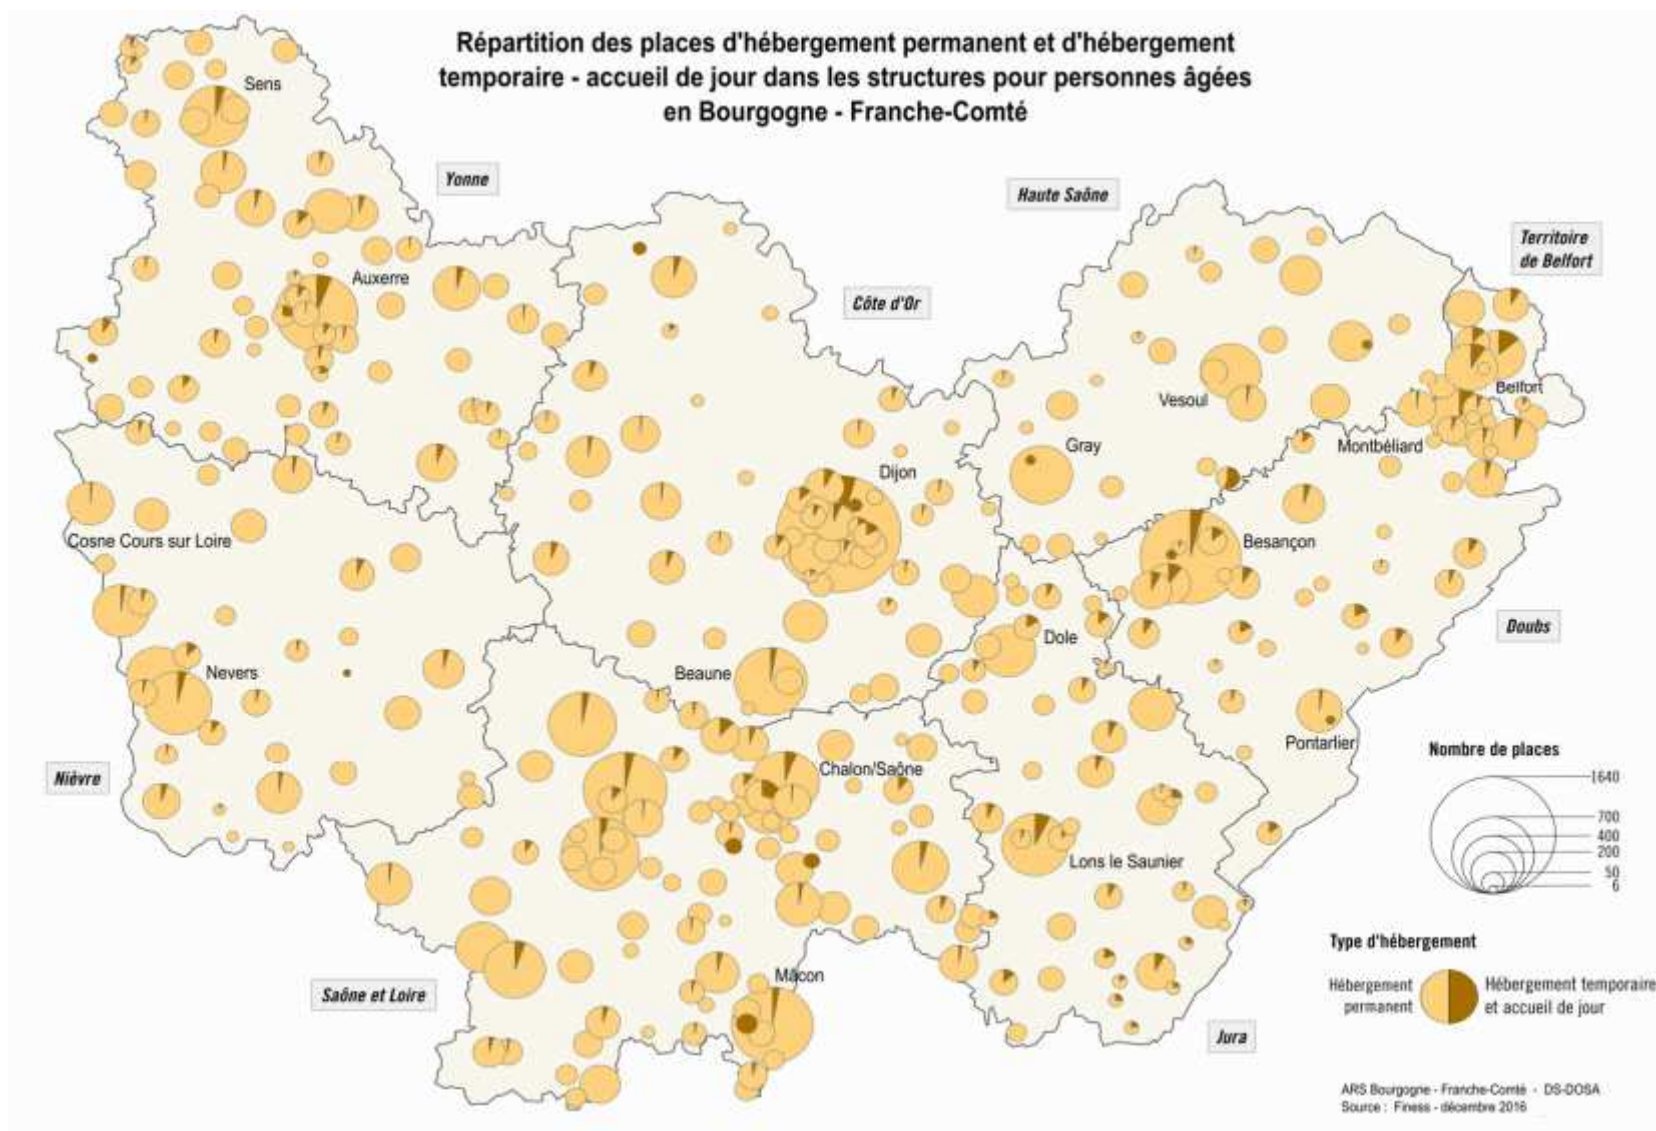 Répartition des places d'hébergement permanent et d'hébergement
temporaire - accueil de jour dans les structures pour personnes âgées
en Bourgogne - Franche-Comté
Sens
Yonne
Haute Saône
Territoire
de Belfort
Auxerre
Côte d'Or
Belfort
Vesoul
Gray
Montbéliard
Dijon
Cosne Cours sur Loire
Besançon
Doubs
Dole
Nevers
Beaune
Pontarlier
Nièvre
Chalon/Saône
Lons le Saunier
Mâcon
Saône et Loire
Jura
Nombre de places
1640
700
400
200
50
6
Type d'hébergement
Hébergement
permanent
Hébergement temporaire
et accueil de jour
ARS Bourgogne - Franche-Comté - DS-DOSA
Source : Finess - décembre 2016